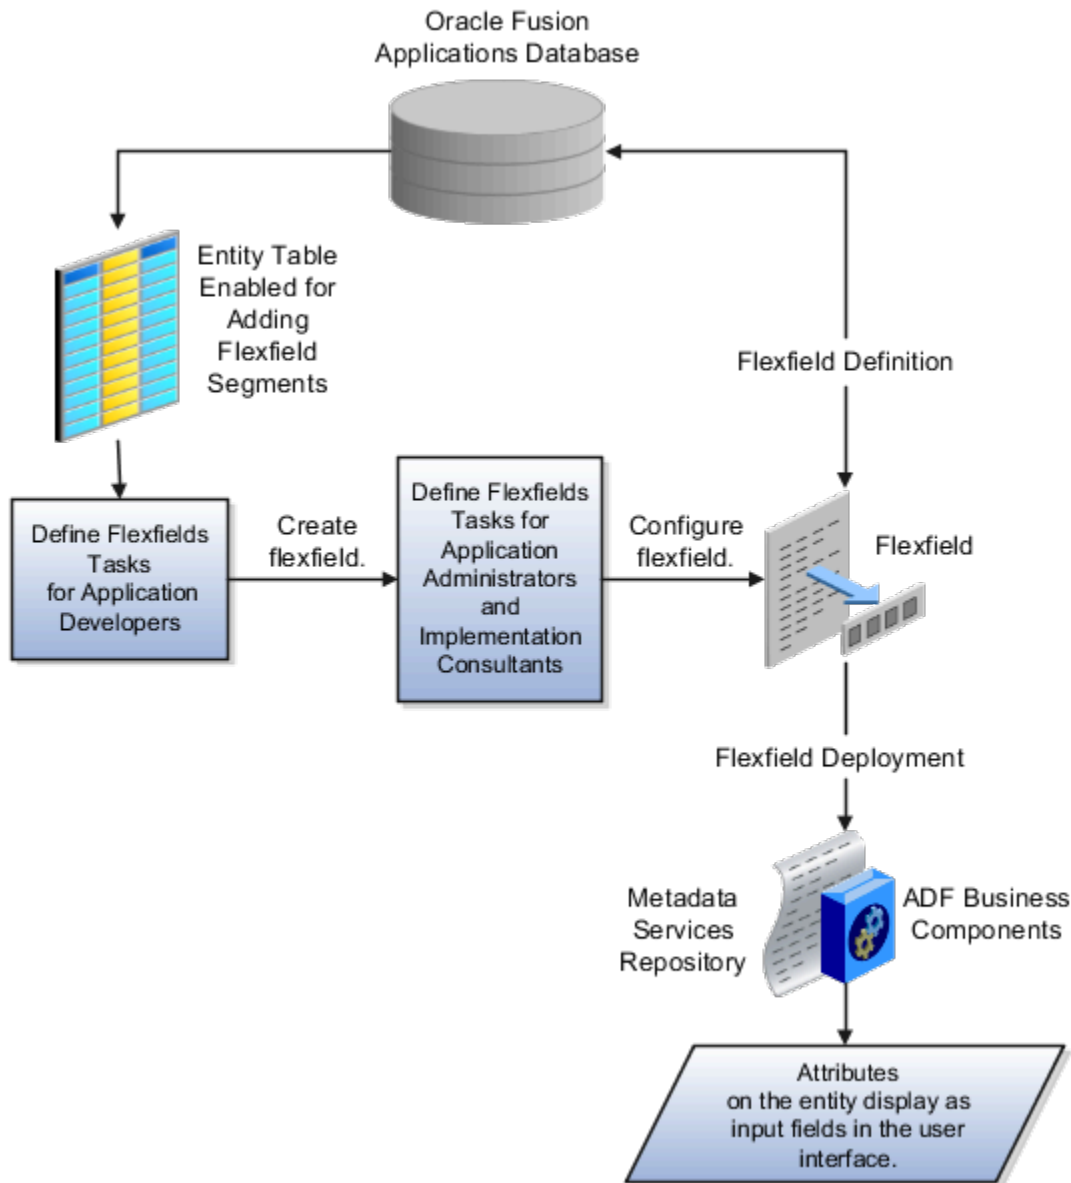 Oracle Fusion
Applications Database
Entity Table
Enabled for
Adding
Flexfield
Segments
Flexfield Definition
Define Flexfields
Tasks
for Application
Developers
Create
flexfield.
Define Flexfields
Tasks for
Application
Administrators
and
Implementation
Consultants
Configure
flexfield.
Flexfield
Flexfield Deployment
Metadata
Services
Repository
ADF Business
Components
Attributes
on the entity display as
input fields in the user
interface.